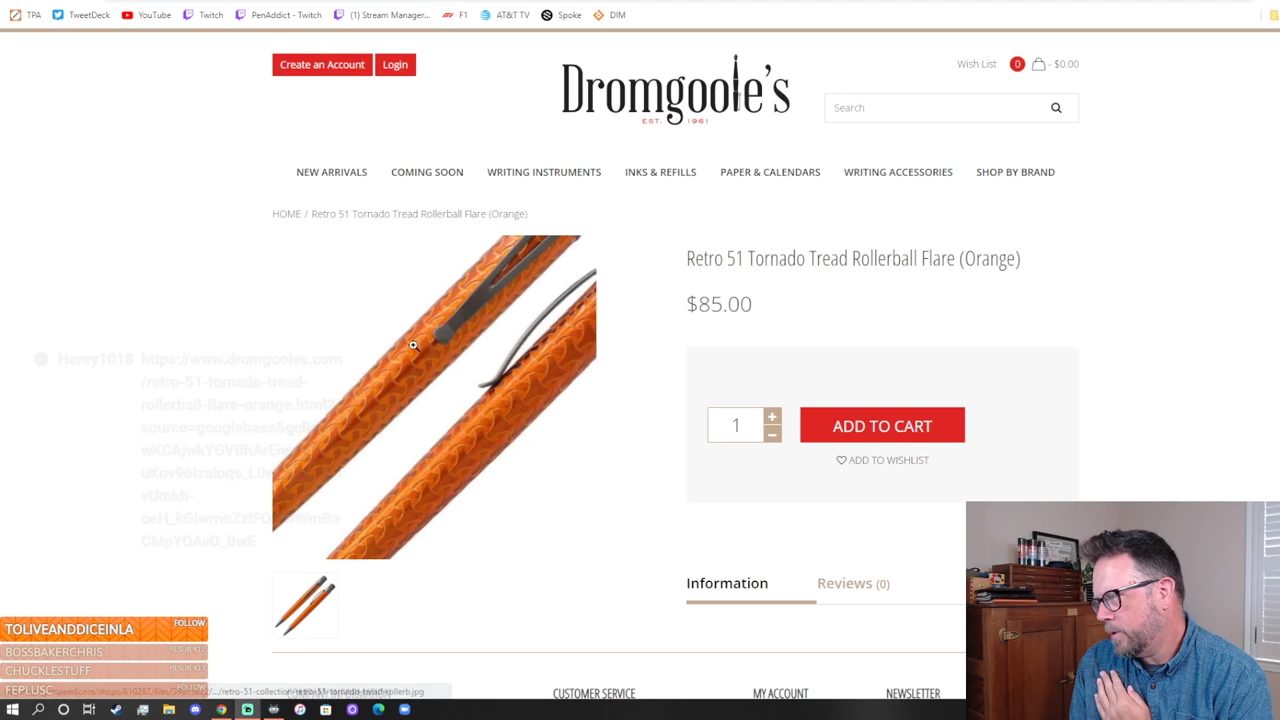 TPA TweetDeck YouTube Twitch PenAddict - Twitch (1) Stream Manager... F1 AT&T TV Spoke DIM
Create an Account Login
Dromgoole's
EST. 1961
Wish List 0 - $0.00
Search
NEW ARRIVALS COMING SOON WRITING INSTRUMENTS INKS & REFILLS PAPER & CALENDARS WRITING ACCESSORIES SHOP BY BRAND
HOME / Retro 51 Tornado Tread Rollerball Flare (Orange)
Retro 51 Tornado Tread Rollerball Flare (Orange)
$85.00
Henry1018 https://www.dromgooles.com
/retro-51-tornado-tread-
rollerball-flare-orange.html?
1 + −
ADD TO CART
ADD TO WISHLIST
Information Reviews (0)
TOLIVEANDDICEINLA FOLLOW
BOSSBAKERCHRIS
CHUCKLESTUFF
FEPLUSC FOLLOW
CUSTOMER SERVICE MY ACCOUNT NEWSLETTER